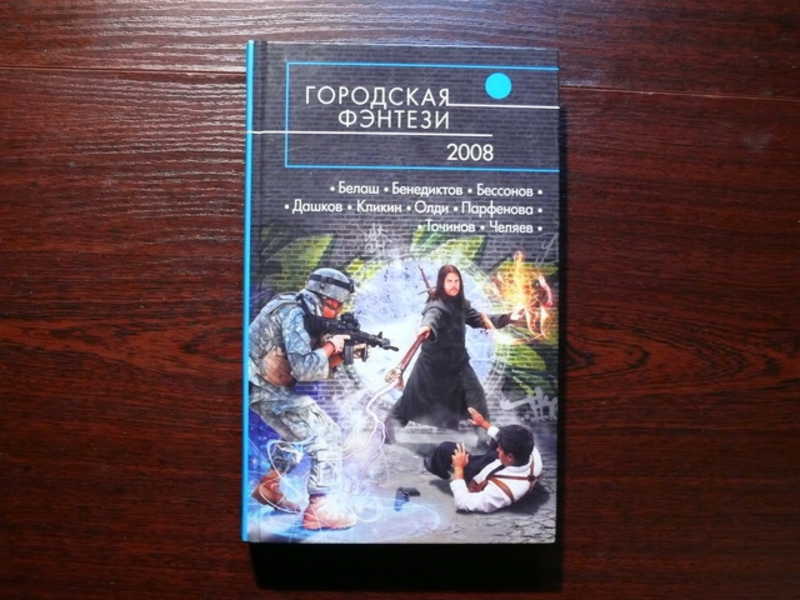 ГОРОДСКАЯ
ФЭНТЕЗИ
2008
• Белаш • Бенедиктов • Бессонов •
• Дашков • Кликин • Олди • Парфенова •
• Точинов • Челяев •